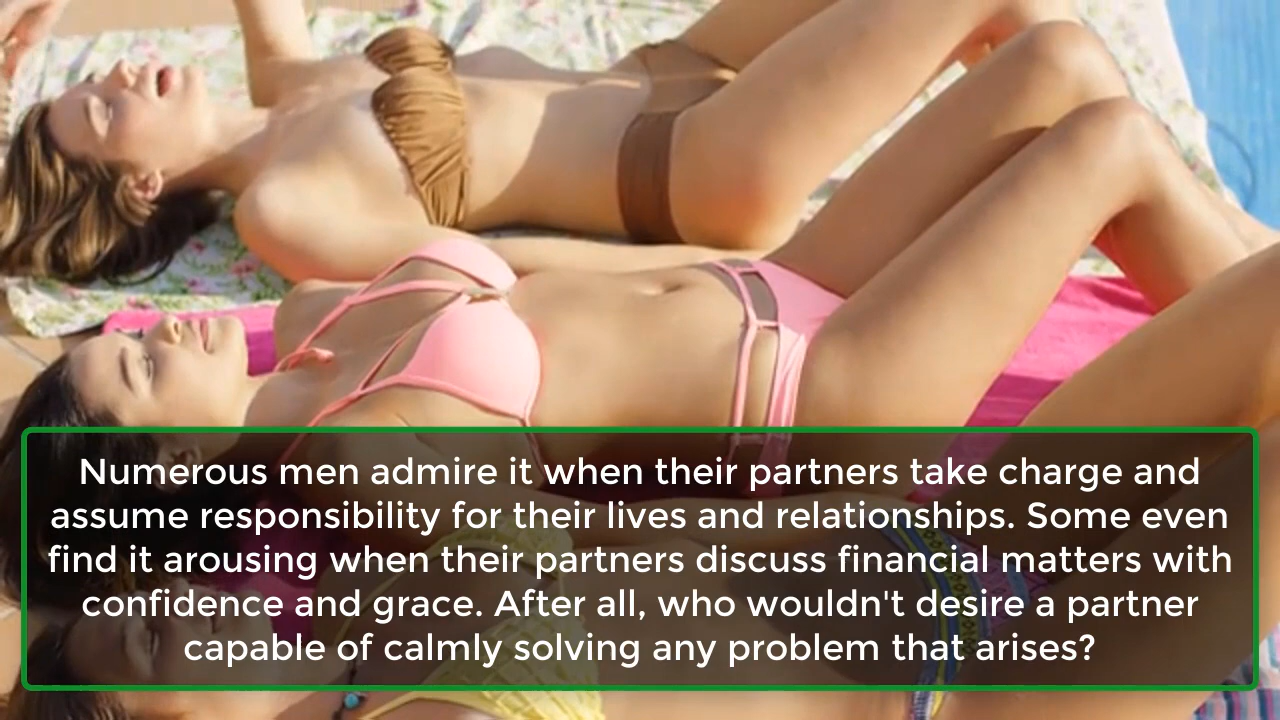 Numerous men admire it when their partners take charge and
assume responsibility for their lives and relationships. Some even
find it arousing when their partners discuss financial matters with
confidence and grace. After all, who wouldn't desire a partner
capable of calmly solving any problem that arises?